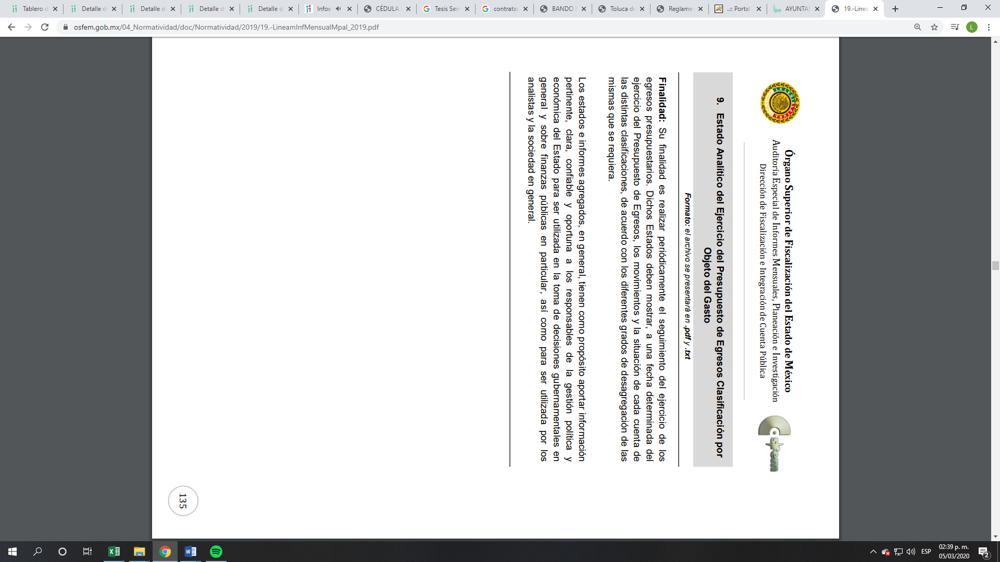 Tablero d
Detalle d
Detalle d
Detalle d
Detalle d
Infoe
CÉDULA
Tesis Sem
contratac
BANDO
Toluca de
Reglame
..:: Portal
AYUNTA
19.-Linea
osfem.gob.mx/04_Normatividad/doc/Normatividad/2019/19.-LineamInfMensualMpal_2019.pdf
Órgano Superior de Fiscalización del Estado de México
Auditoría Especial de Informes Mensuales, Planeación e Investigación
Dirección de Fiscalización e Integración de Cuenta Pública
LX LEGISLATURA
osfem
9. Estado Analítico del Ejercicio del Presupuesto de Egresos Clasificación por
Objeto del Gasto
Formato: el archivo se presentará en .pdf y .txt
Finalidad: Su finalidad es realizar periódicamente el seguimiento del ejercicio de los
egresos presupuestarios. Dichos Estados deben mostrar, a una fecha determinada del
ejercicio del Presupuesto de Egresos, los movimientos y la situación de cada cuenta de
las distintas clasificaciones, de acuerdo con los diferentes grados de desagregación de las
mismas que se requiera.
Los estados e informes agregados, en general, tienen como propósito aportar información
pertinente, clara, confiable y oportuna a los responsables de la gestión política y
económica del Estado para ser utilizada en la toma de decisiones gubernamentales en
general y sobre finanzas públicas en particular, así como para ser utilizada por los
analistas y la sociedad en general.
135
ESP
02:39 p. m.
05/03/2020
2